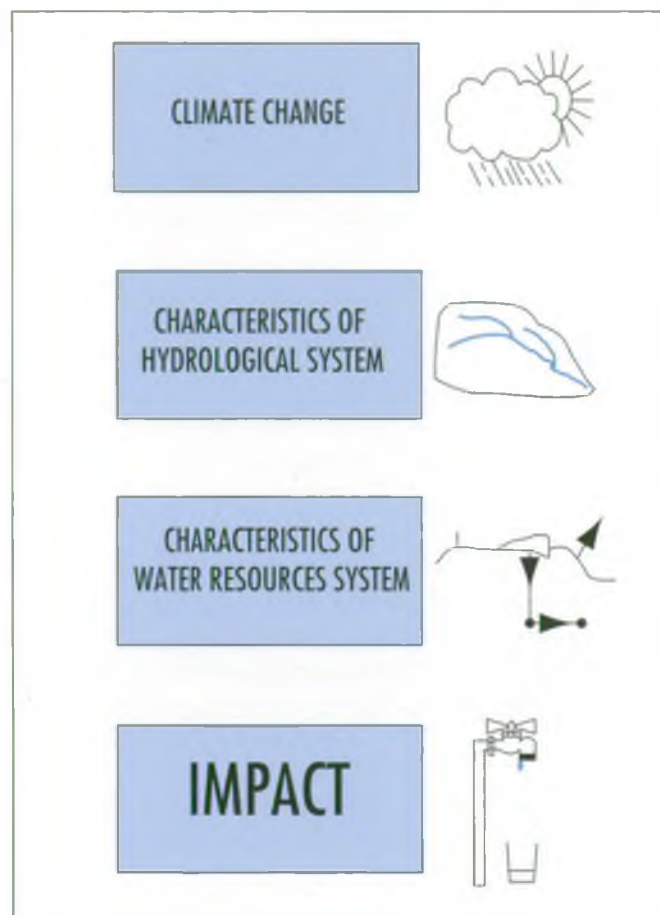 CLIMATE CHANGE
CHARACTERISTICS OF
HYDROLOGICAL SYSTEM
CHARACTERISTICS OF
WATER RESOURCES SYSTEM
IMPACT